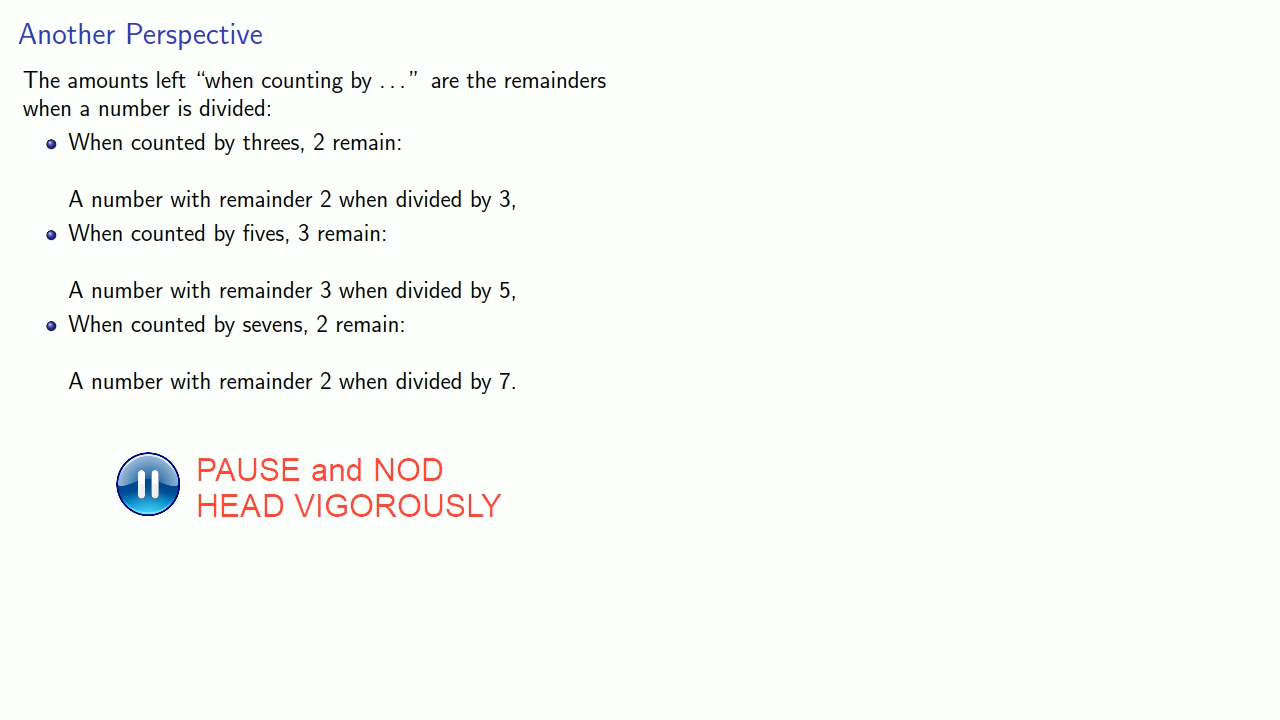 Another Perspective
The amounts left “when counting by . . . ” are the remainders
when a number is divided:
When counted by threes, 2 remain:
A number with remainder 2 when divided by 3,
When counted by fives, 3 remain:
A number with remainder 3 when divided by 5,
When counted by sevens, 2 remain:
A number with remainder 2 when divided by 7.
PAUSE and NOD
HEAD VIGOROUSLY